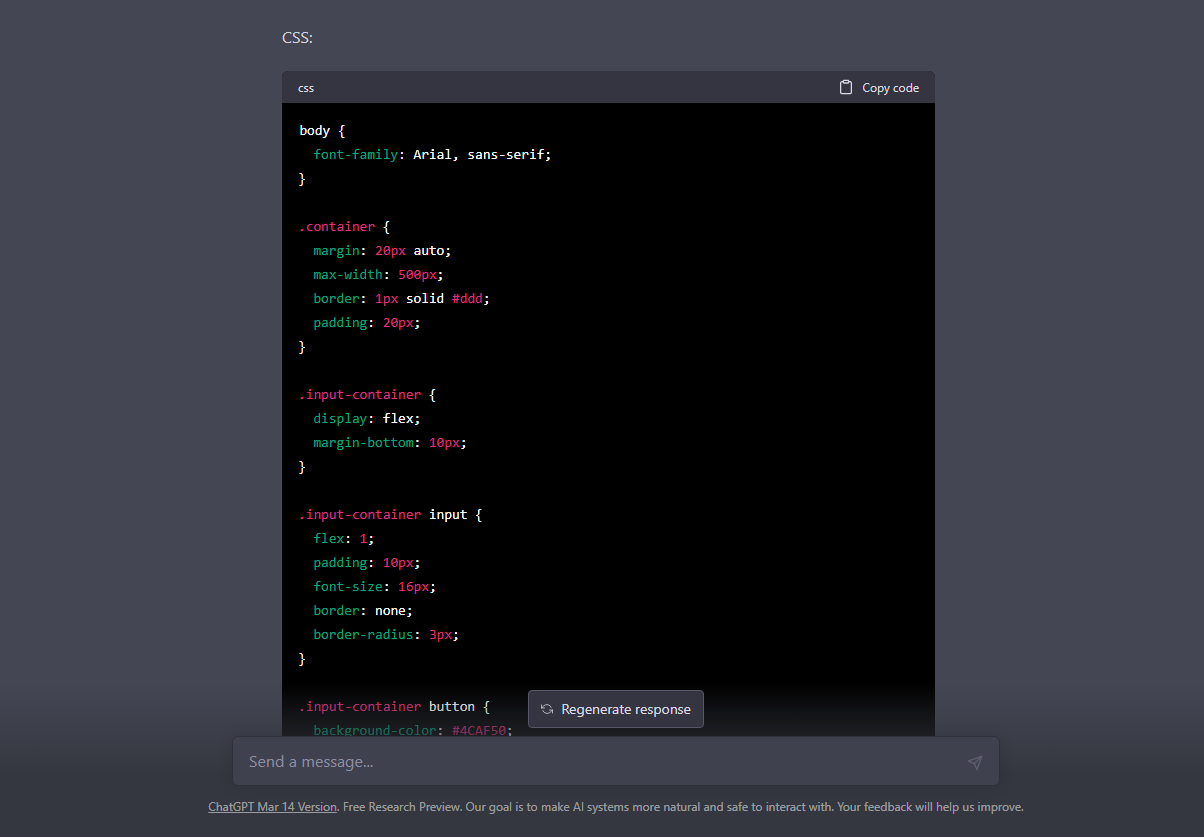 CSS:
css
Copy code
body {
  font-family: Arial, sans-serif;
}
.container {
  margin: 20px auto;
  max-width: 500px;
  border: 1px solid #ddd;
  padding: 20px;
}
.input-container {
  display: flex;
  margin-bottom: 10px;
}
.input-container input {
  flex: 1;
  padding: 10px;
  font-size: 16px;
  border: none;
  border-radius: 3px;
}
.input-container button {
  background-color: #4CAF50;
Regenerate response
Send a message...
ChatGPT Mar 14 Version. Free Research Preview. Our goal is to make AI systems more natural and safe to interact with. Your feedback will help us improve.